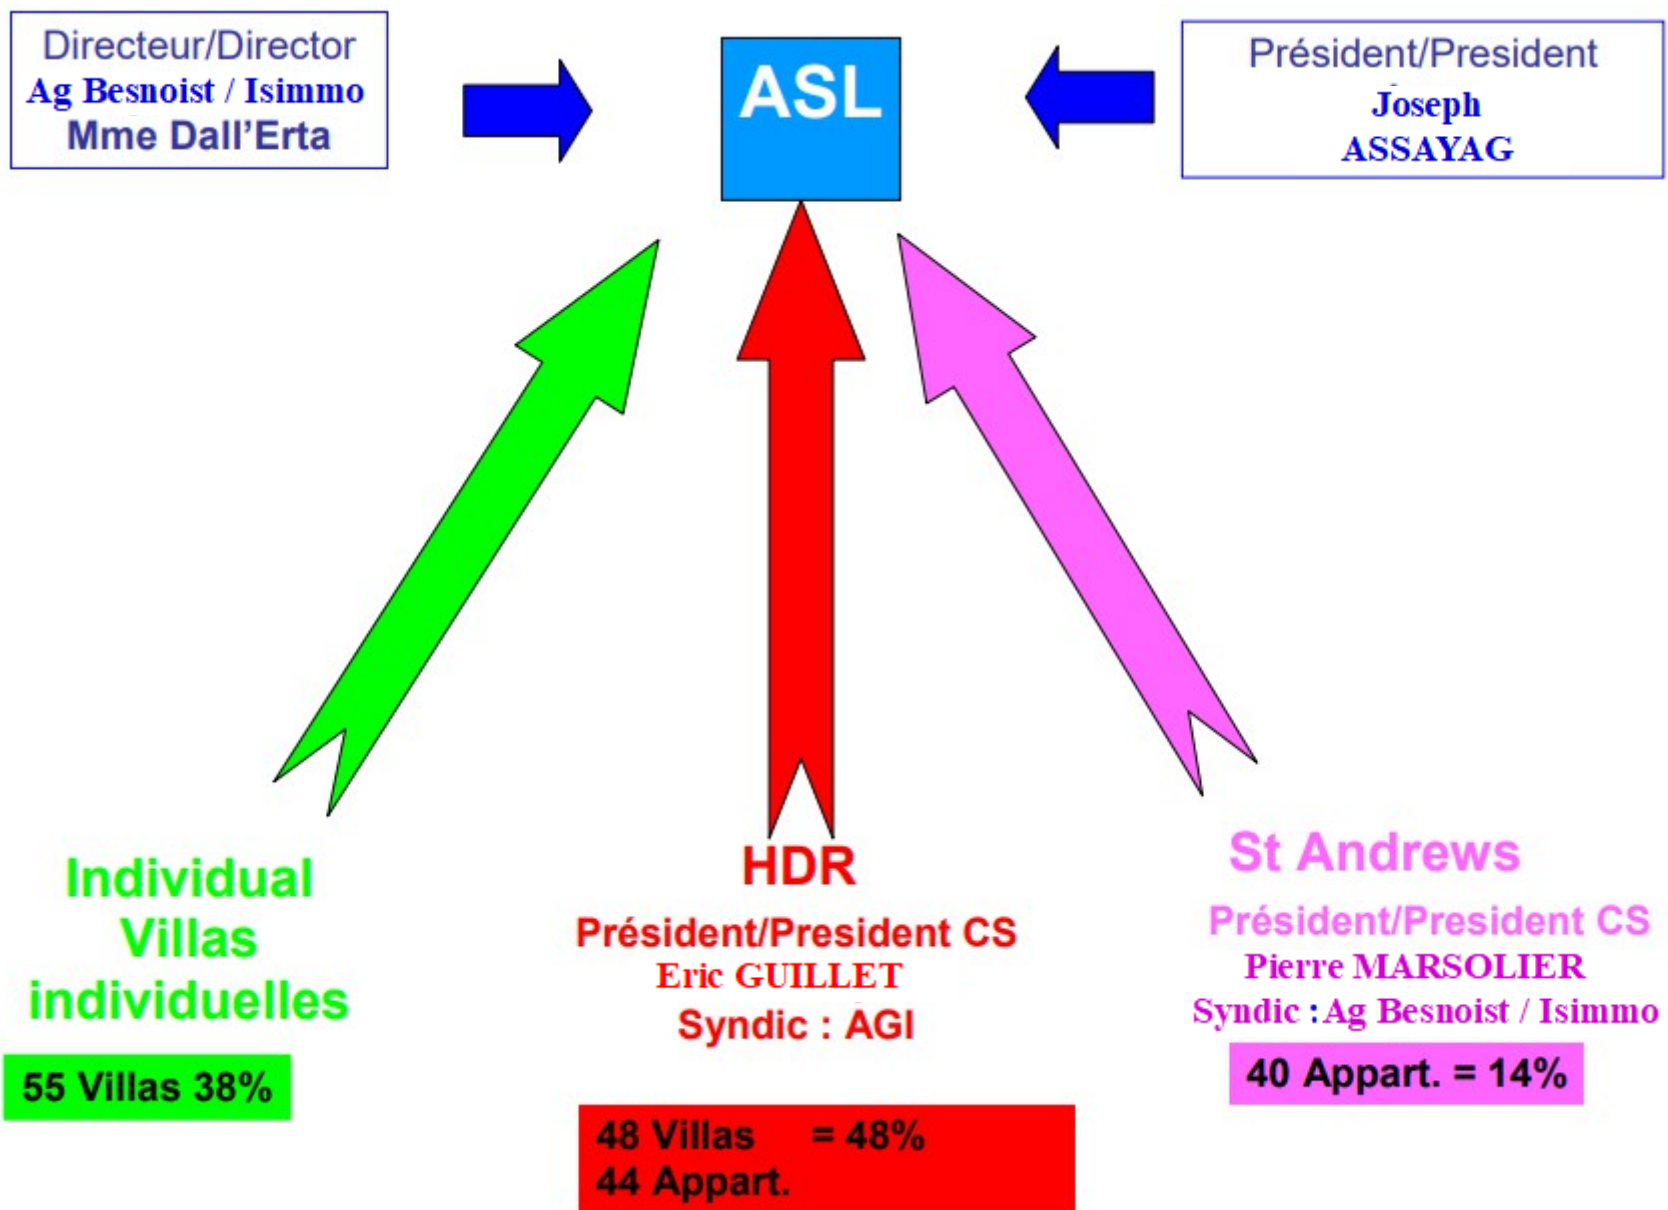 Directeur/Director
Ag Besnoist / Isimmo
Mme Dall'Erta
ASL
Président/President
Joseph
ASSAYAG
Individual
Villas
individuelles
55 Villas 38%
HDR
Président/President CS
Eric GUILLET
Syndic : AGI
48 Villas = 48%
44 Appart.
St Andrews
Président/President CS
Pierre MARSOLIER
Syndic : Ag Besnoist / Isimmo
40 Appart. = 14%